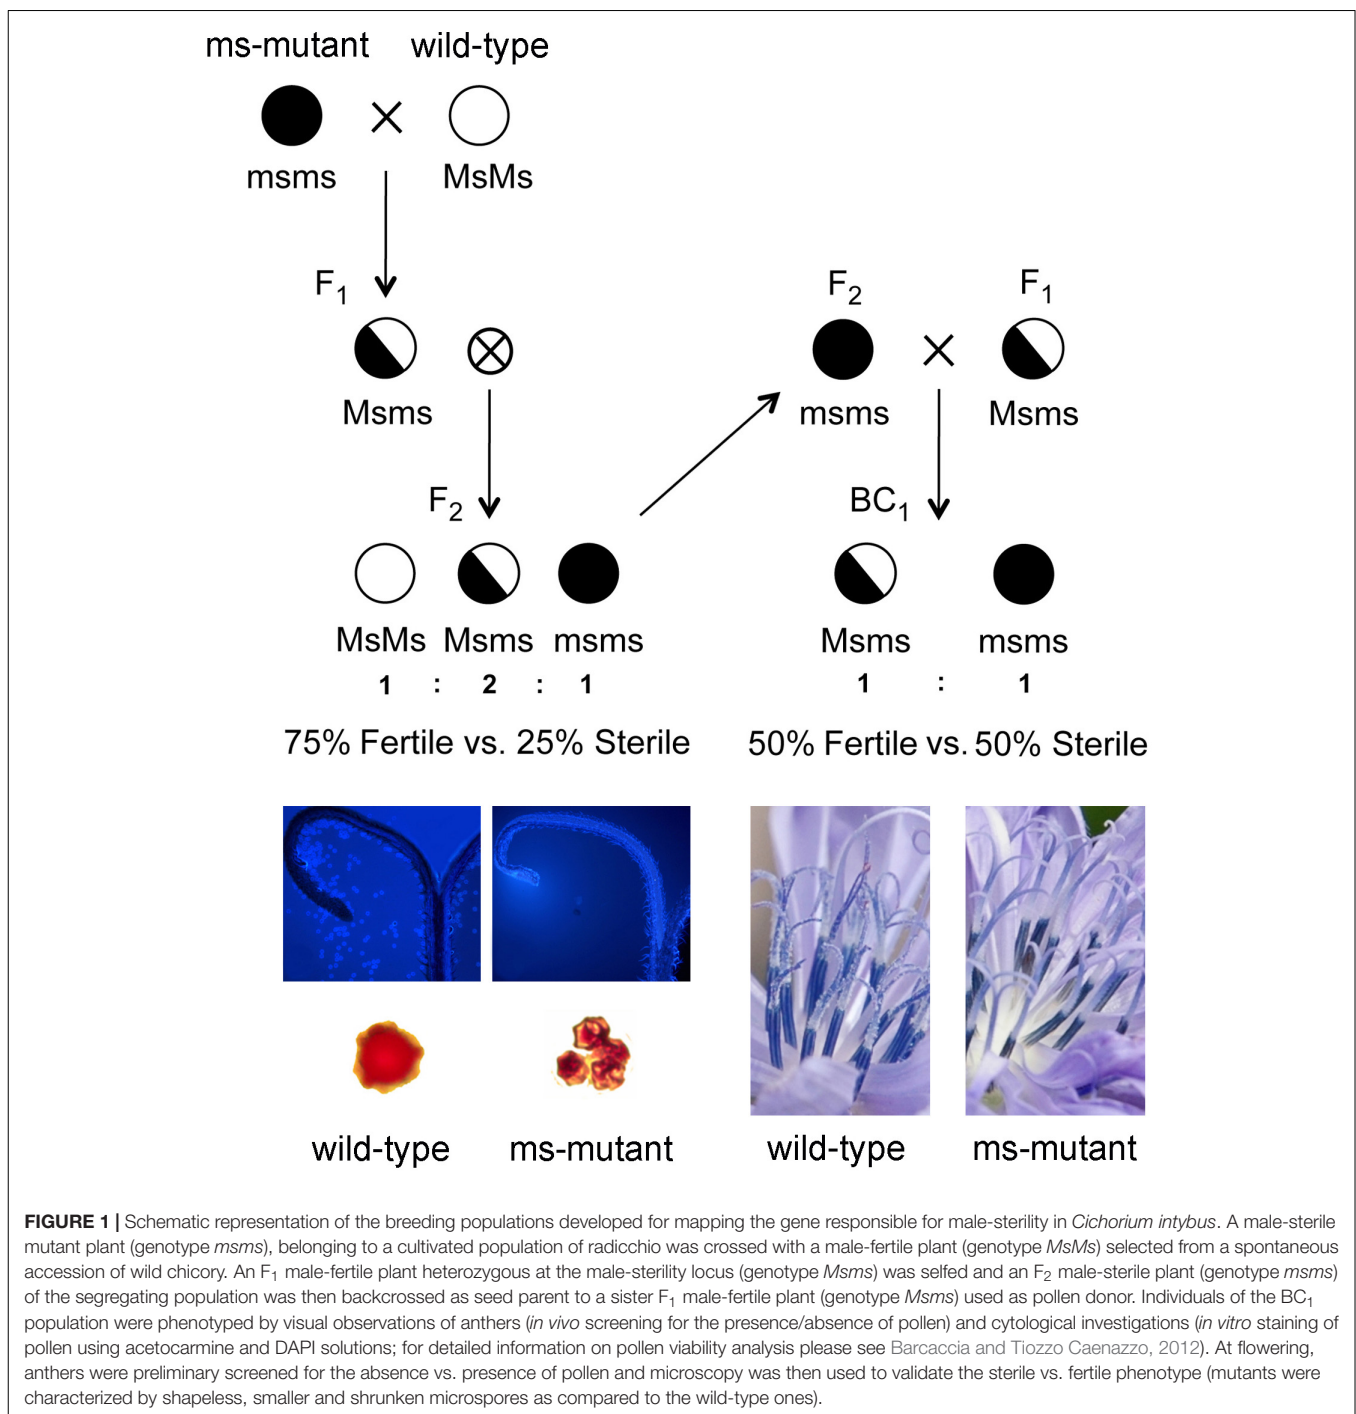 ms-mutant wild-type
msms MsMs
F1
Msms
F2 F1
msms Msms
F2
BC1
MsMs Msms msms
1 : 2 : 1
Msms msms
1 : 1
75% Fertile vs. 25% Sterile
50% Fertile vs. 50% Sterile
wild-type ms-mutant
wild-type ms-mutant
FIGURE 1 | Schematic representation of the breeding populations developed for mapping the gene responsible for male-sterility in Cichorium intybus. A male-sterile
mutant plant (genotype msms), belonging to a cultivated population of radicchio was crossed with a male-fertile plant (genotype MsMs) selected from a spontaneous
accession of wild chicory. An F1 male-fertile plant heterozygous at the male-sterility locus (genotype Msms) was selfed and an F2 male-sterile plant (genotype msms)
of the segregating population was then backcrossed as seed parent to a sister F1 male-fertile plant (genotype Msms) used as pollen donor. Individuals of the BC1
population were phenotyped by visual observations of anthers (in vivo screening for the presence/absence of pollen) and cytological investigations (in vitro staining of
pollen using acetocarmine and DAPI solutions; for detailed information on pollen viability analysis please see Barcaccia and Tiozzo Caenazzo, 2012). At flowering,
anthers were preliminary screened for the absence vs. presence of pollen and microscopy was then used to validate the sterile vs. fertile phenotype (mutants were
characterized by shapeless, smaller and shrunken microspores as compared to the wild-type ones).